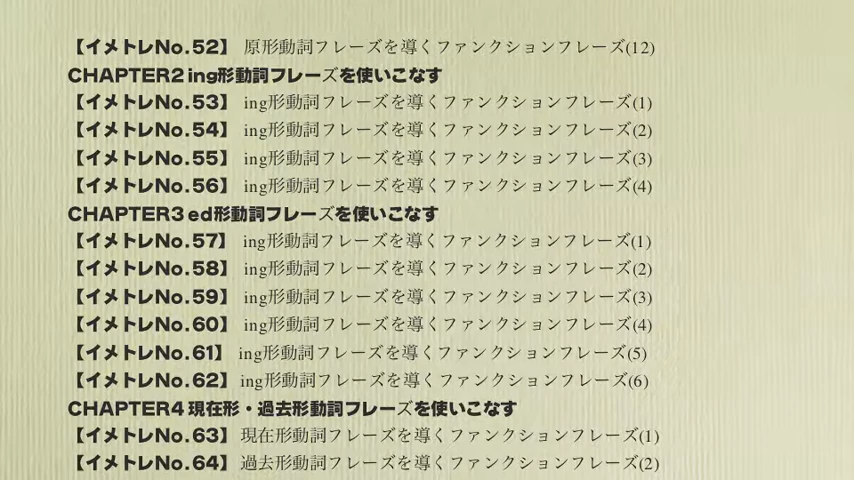 【イメトレNo.52】 原形動詞フレーズを導くファンクションフレーズ(12)
CHAPTER2 ing形動詞フレーズを使いこなす
【イメトレNo.53】 ing形動詞フレーズを導くファンクションフレーズ(1)
【イメトレNo.54】 ing形動詞フレーズを導くファンクションフレーズ(2)
【イメトレNo.55】 ing形動詞フレーズを導くファンクションフレーズ(3)
【イメトレNo.56】 ing形動詞フレーズを導くファンクションフレーズ(4)
CHAPTER3 ed形動詞フレーズを使いこなす
【イメトレNo.57】 ing形動詞フレーズを導くファンクションフレーズ(1)
【イメトレNo.58】 ing形動詞フレーズを導くファンクションフレーズ(2)
【イメトレNo.59】 ing形動詞フレーズを導くファンクションフレーズ(3)
【イメトレNo.60】 ing形動詞フレーズを導くファンクションフレーズ(4)
【イメトレNo.61】 ing形動詞フレーズを導くファンクションフレーズ(5)
【イメトレNo.62】 ing形動詞フレーズを導くファンクションフレーズ(6)
CHAPTER4 現在形・過去形動詞フレーズを使いこなす
【イメトレNo.63】 現在形動詞フレーズを導くファンクションフレーズ(1)
【イメトレNo.64】 過去形動詞フレーズを導くファンクションフレーズ(2)